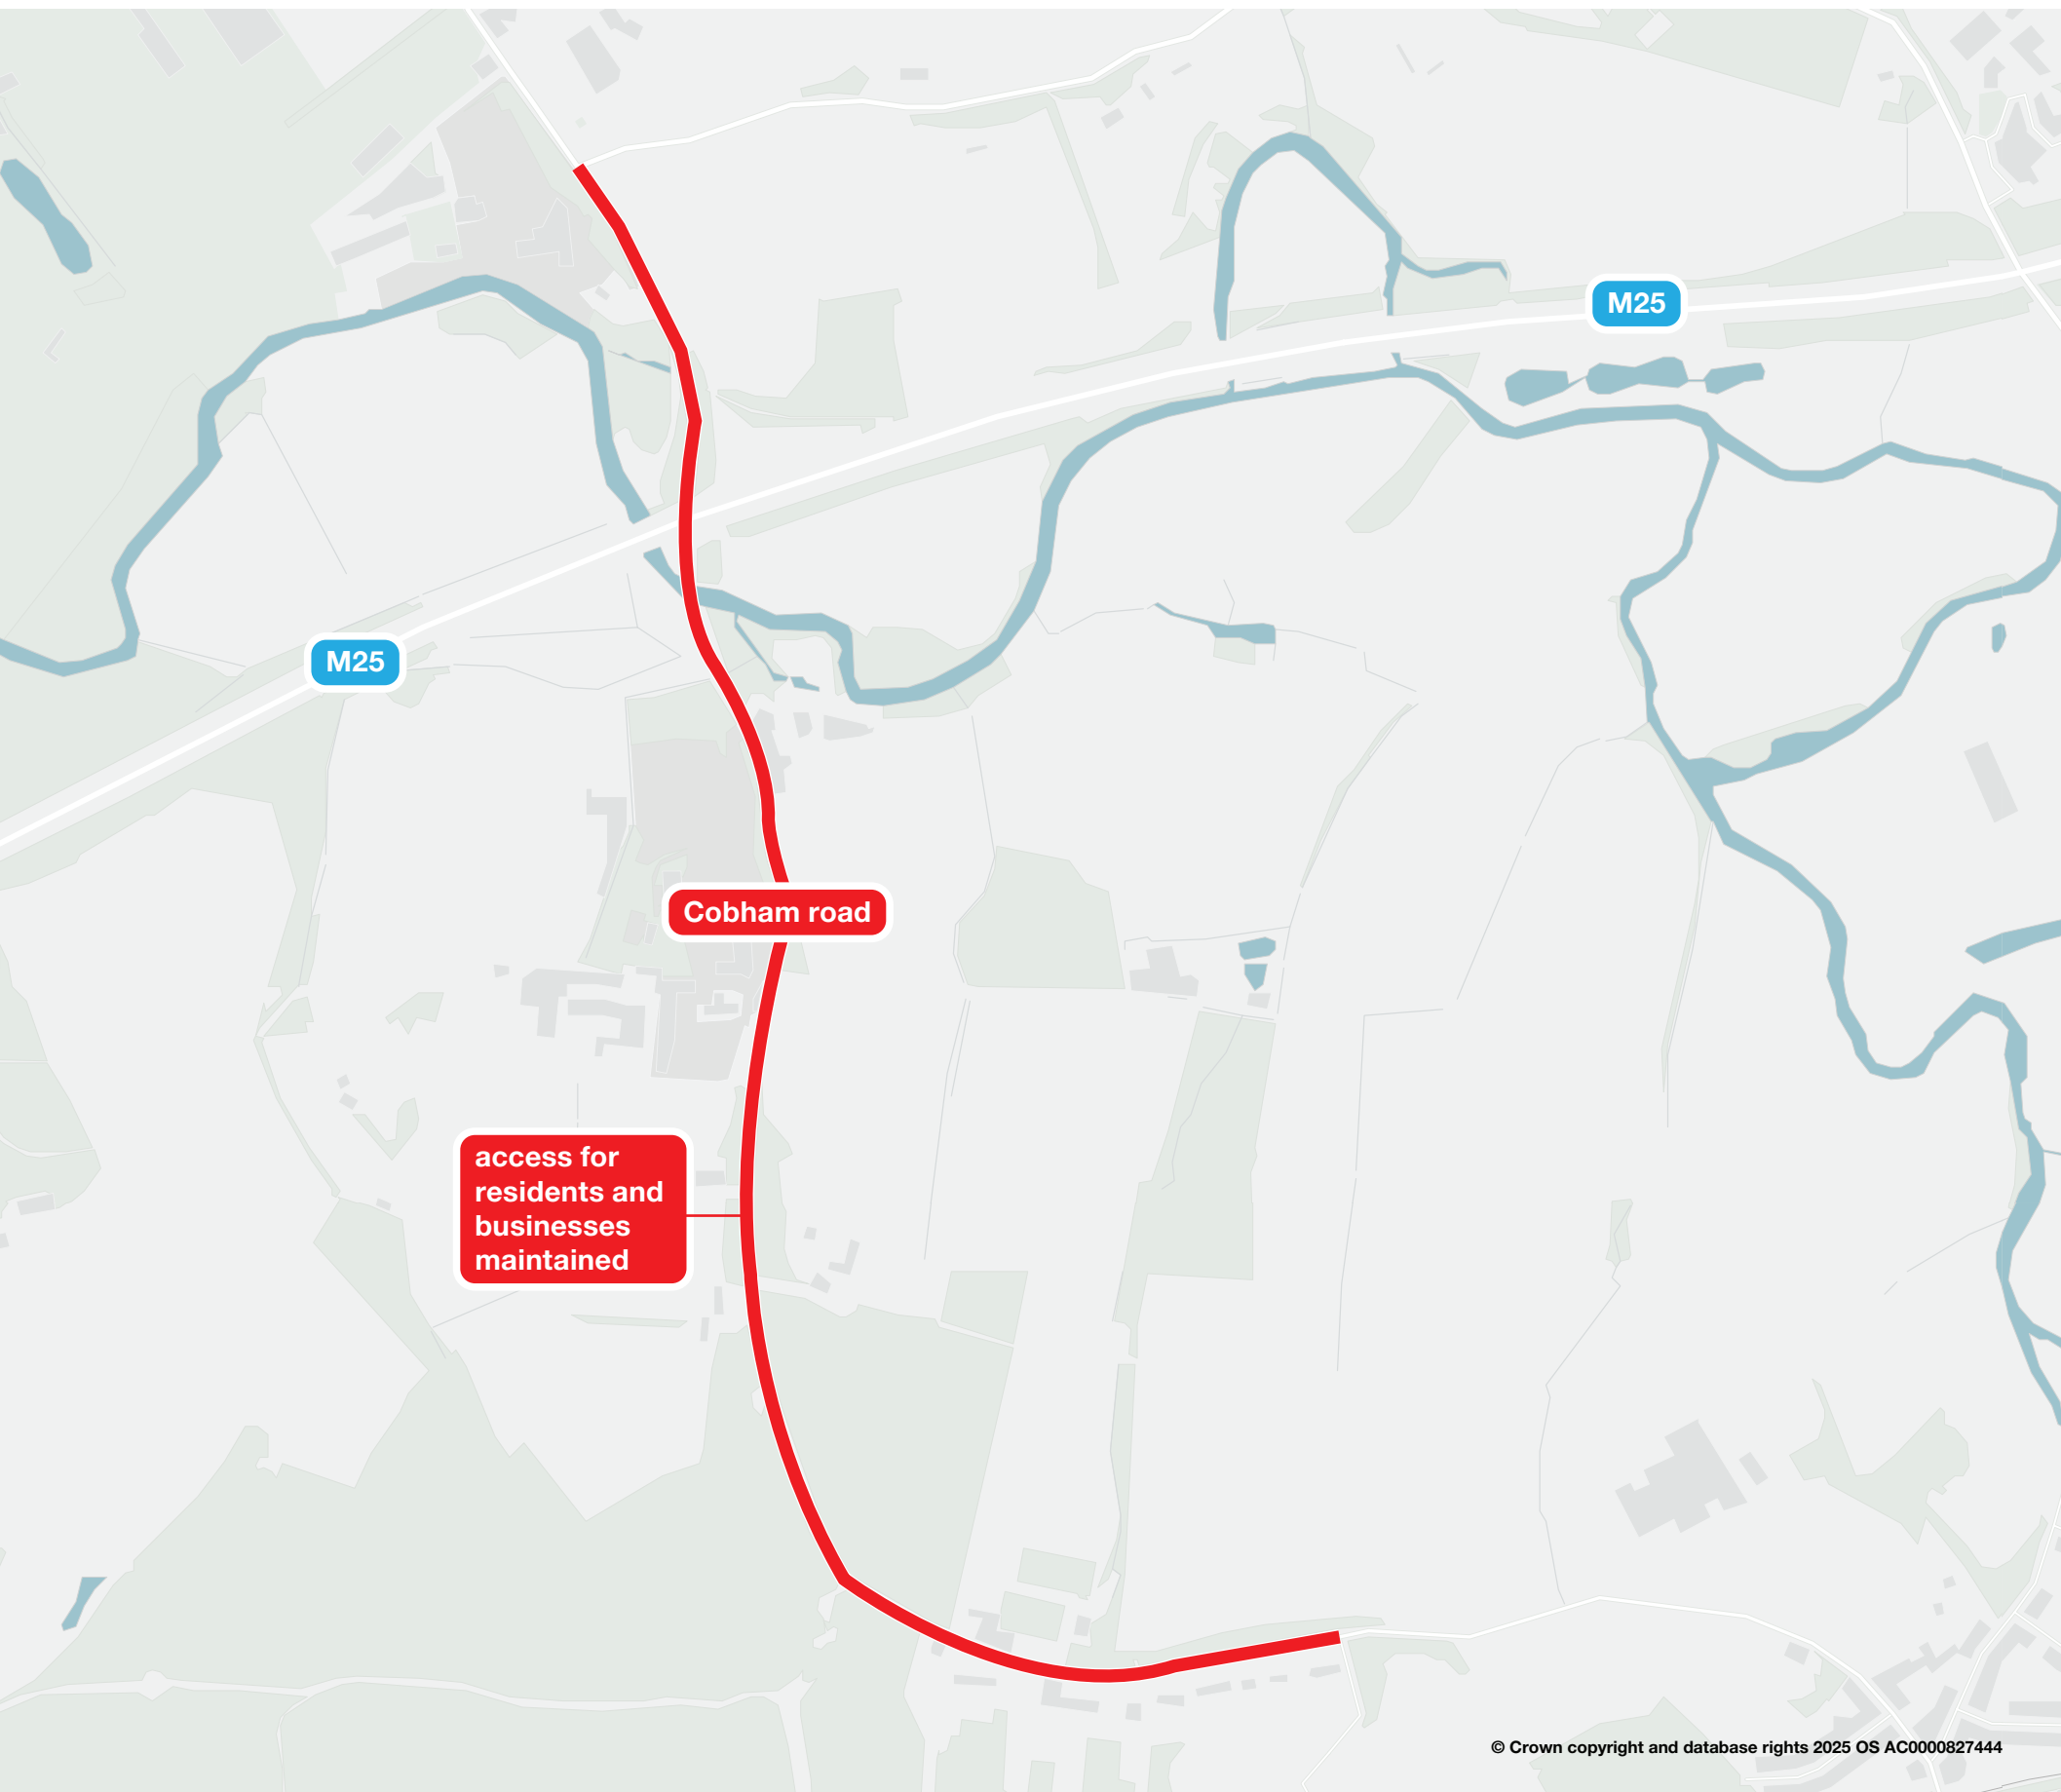 M25
M25
Cobham road
access for
residents and
businesses
maintained
© Crown copyright and database rights 2025 OS AC0000827444